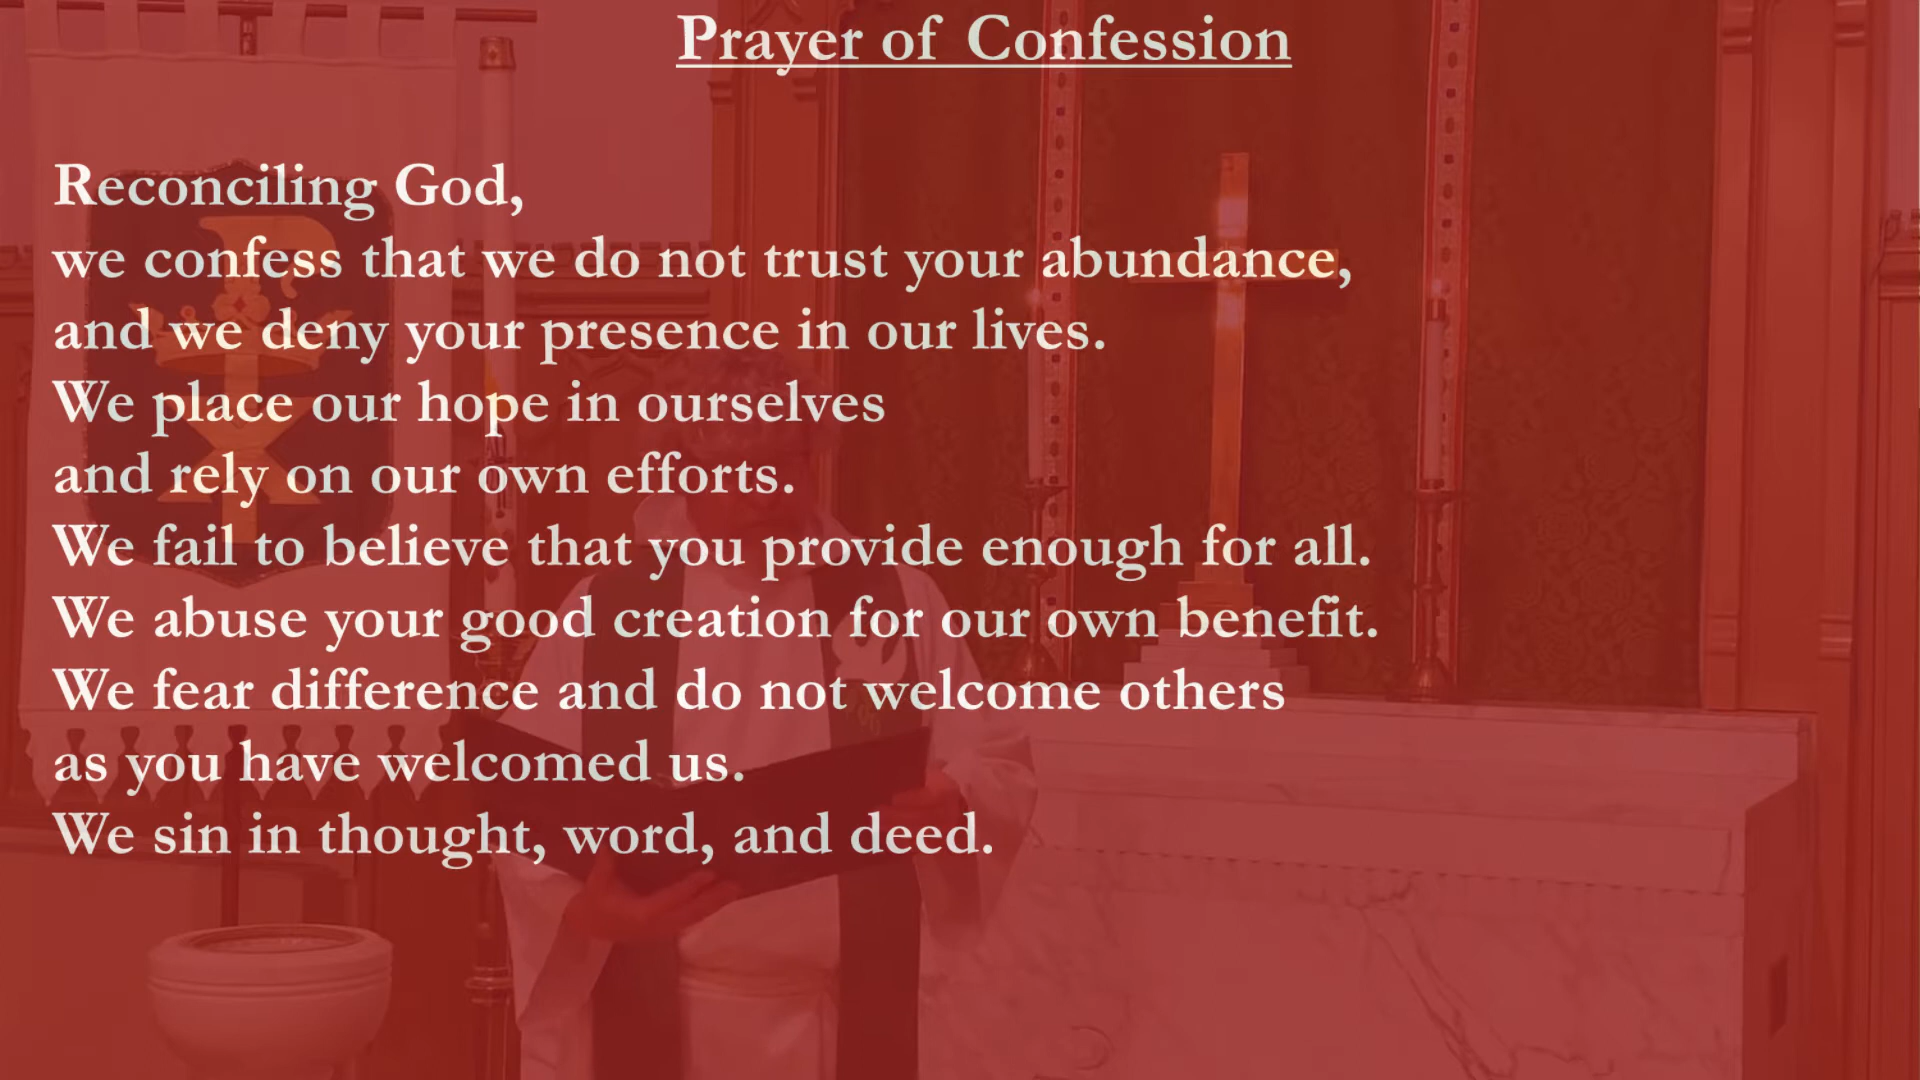 Prayer of Confession
Reconciling God,
we confess that we do not trust your abundance,
and we deny your presence in our lives.
We place our hope in ourselves
and rely on our own efforts.
We fail to believe that you provide enough for all.
We abuse your good creation for our own benefit.
We fear difference and do not welcome others
as you have welcomed us.
We sin in thought, word, and deed.